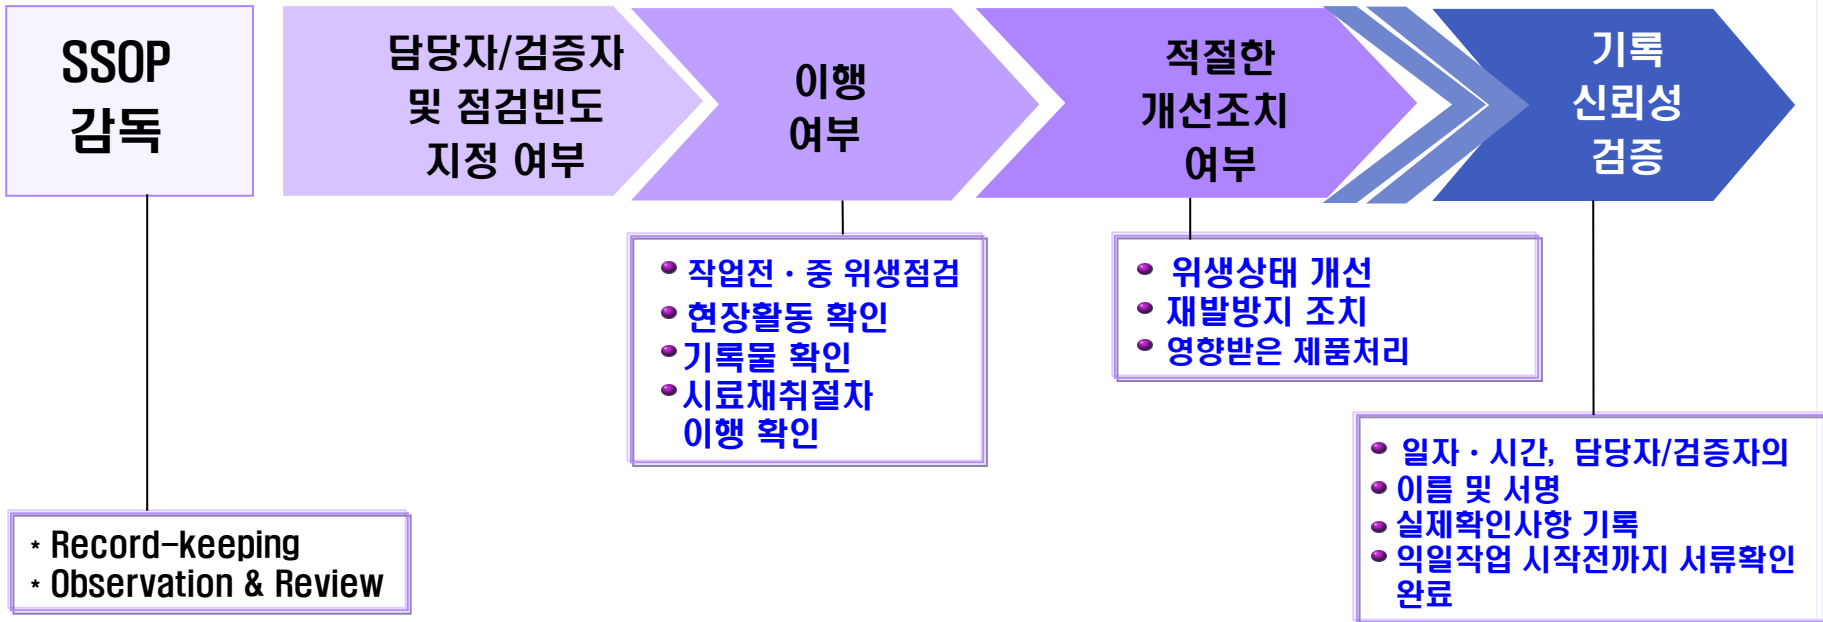 SSOP
감독
담당자/검증자
및 점검빈도
지정 여부
이행
여부
적절한
개선조치
여부
기록
신뢰성
검증
작업전 · 중 위생점검
현장활동 확인
기록물 확인
시료채취절차
이행 확인
위생상태 개선
재발방지 조치
영향받은 제품처리
일자 · 시간, 담당자/검증자의
이름 및 서명
실제확인사항 기록
익일작업 시작전까지 서류확인
완료
* Record-keeping
* Observation & Review